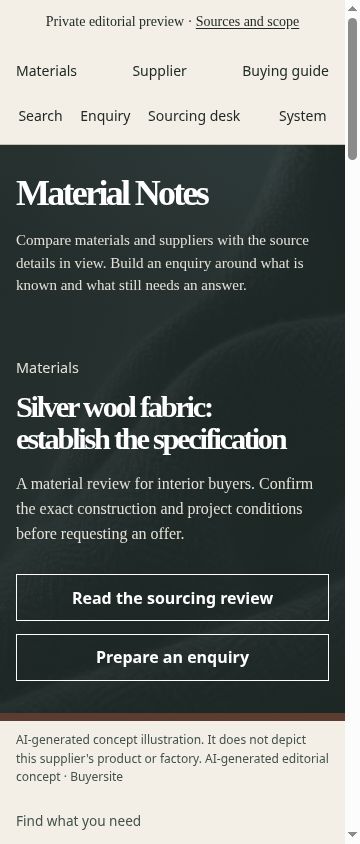 Private editorial preview · Sources and scope
Materials Supplier Buying guide
Search Enquiry Sourcing desk System
Material Notes
Compare materials and suppliers with the source
details in view. Build an enquiry around what is
known and what still needs an answer.
Materials
Silver wool fabric:
establish the specification
A material review for interior buyers. Confirm
the exact construction and project conditions
before requesting an offer.
Read the sourcing review
Prepare an enquiry
AI-generated concept illustration. It does not depict
this supplier's product or factory. AI-generated editorial
concept · Buyersite
Find what you need